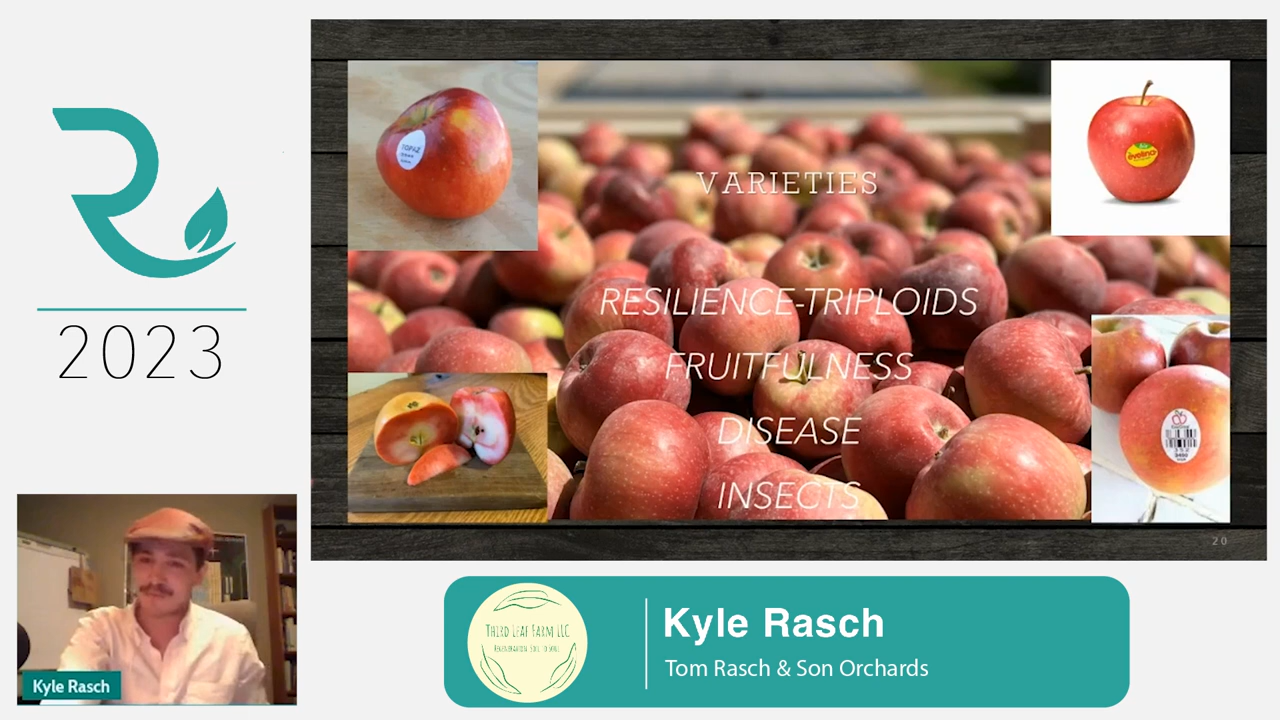 2023
TOPAZ
evelina
VARIETIES
RESILIENCE-TRIPLOIDS
FRUITFULNESS
DISEASE
INSECTS
20
Kyle Rasch
THIRD LEAF FARM LLC
Kyle Rasch
Tom Rasch & Son Orchards